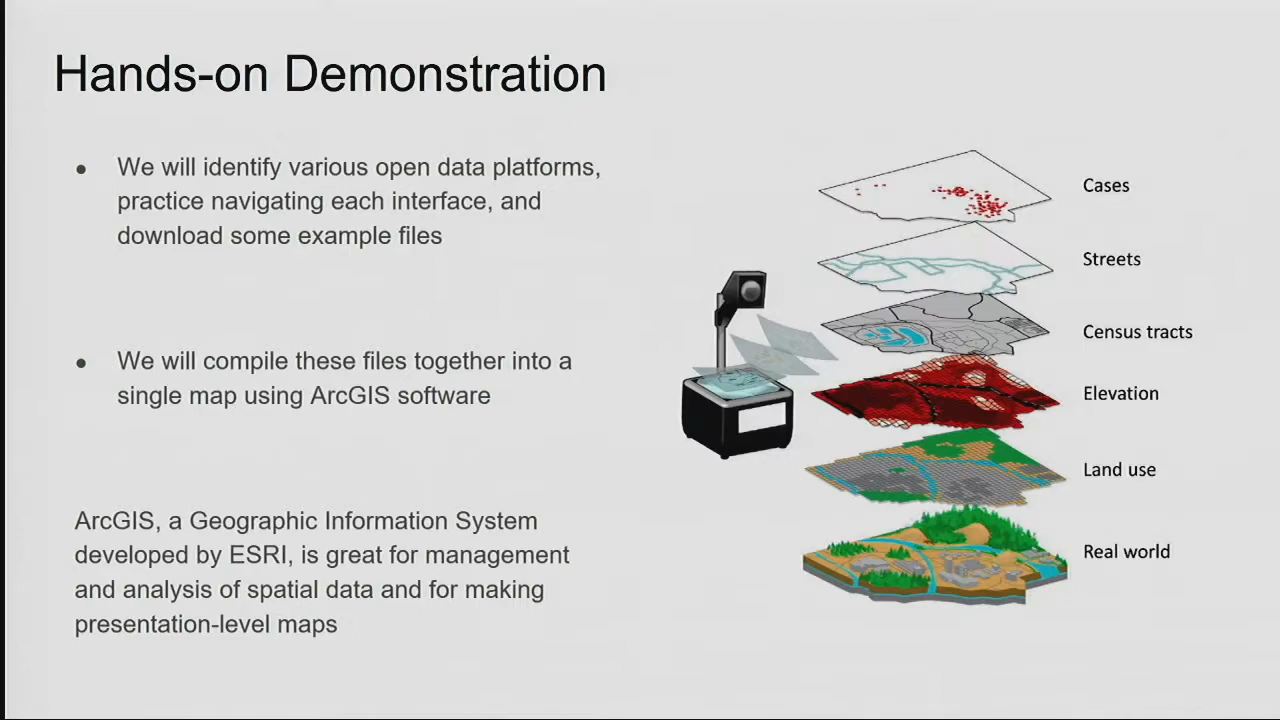 Hands-on Demonstration
● We will identify various open data platforms,
practice navigating each interface, and
download some example files
● We will compile these files together into a
single map using ArcGIS software
ArcGIS, a Geographic Information System
developed by ESRI, is great for management
and analysis of spatial data and for making
presentation-level maps
Cases
Streets
Census tracts
Elevation
Land use
Real world